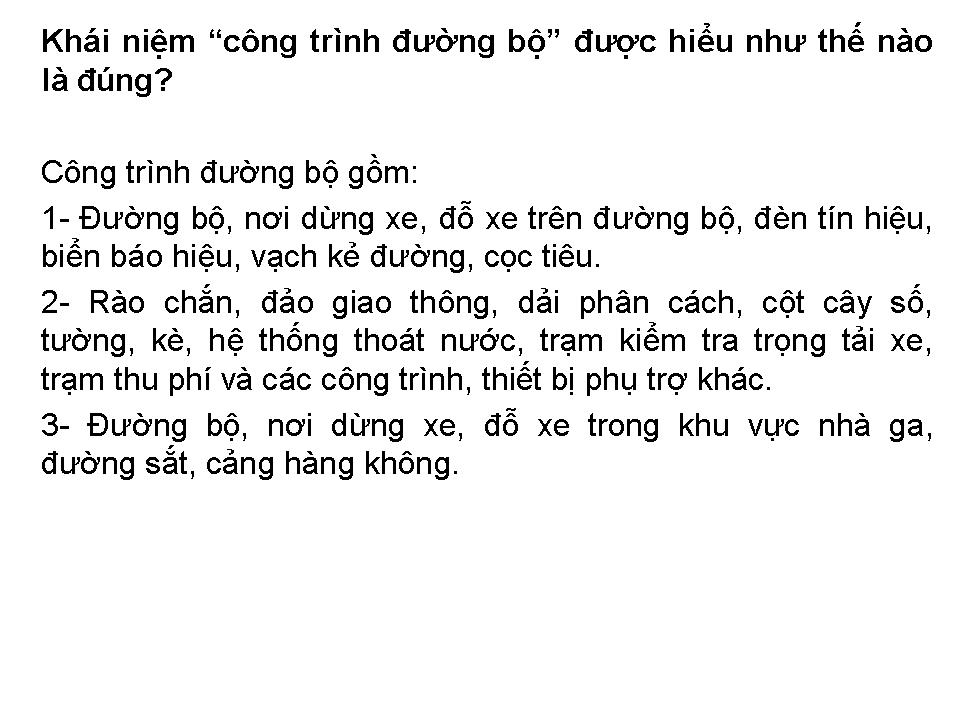 Khái niệm “công trình đường bộ” được hiểu như thế nào
là đúng?
Công trình đường bộ gồm:
1- Đường bộ, nơi dừng xe, đỗ xe trên đường bộ, đèn tín hiệu,
biển báo hiệu, vạch kẻ đường, cọc tiêu.
2- Rào chắn, đảo giao thông, dải phân cách, cột cây số,
tường, kè, hệ thống thoát nước, trạm kiểm tra trọng tải xe,
trạm thu phí và các công trình, thiết bị phụ trợ khác.
3- Đường bộ, nơi dừng xe, đỗ xe trong khu vực nhà ga,
đường sắt, cảng hàng không.